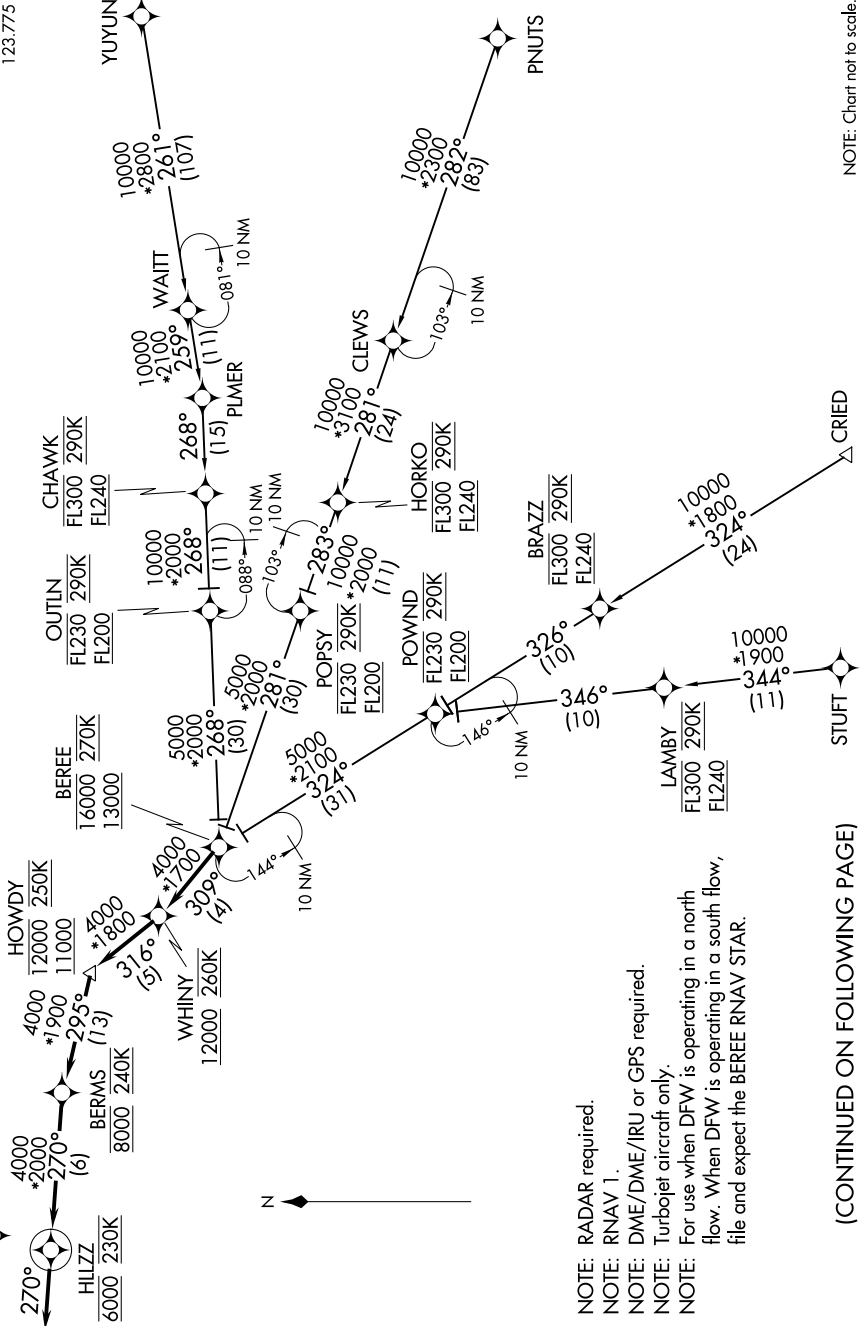 123.775
YUYUN
10000
*2800
261°
(107)
WAITT
081°
10 NM
10000
*2100
259°
(11)
PLMER
268°
(15)
CHAWK
FL300 290K
FL240
10000
*2000
268°
(11)
088°
10 NM
OUTLN
FL230 290K
FL200
5000
*2000
268°
(30)
PNUTS
10000
*2300
282°
(83)
CLEWS
103°
10 NM
10000
*3100
281°
(24)
HORKO
FL300 290K
FL240
283°
10000
*2000
(11)
103°
10 NM
POPSY
FL230 290K
FL200
5000
*2000
281°
(30)
CRIED
10000
*1800
324°
(24)
BRAZZ
FL300 290K
FL240
326°
(10)
STUFT
10000
*1900
344°
(11)
LAMBY
FL300 290K
FL240
346°
(10)
POWND
FL230 290K
FL200
146°
10 NM
5000
*2100
324°
(31)
BEREE
16000 270K
13000
144°
10 NM
4000
*1700
309°
(4)
WHINY
12000 260K
4000
*1800
316°
(5)
HOWDY
12000 250K
11000
4000
*1900
295°
(13)
BERMS
8000 240K
4000
*2000
270°
(6)
HLLZZ
6000 230K
270°
N
NOTE: RADAR required.
NOTE: RNAV 1.
NOTE: DME/DME/IRU or GPS required.
NOTE: Turbojet aircraft only.
NOTE: For use when DFW is operating in a north
flow. When DFW is operating in a south flow,
file and expect the BEREE RNAV STAR.
(CONTINUED ON FOLLOWING PAGE)
NOTE: Chart not to scale.